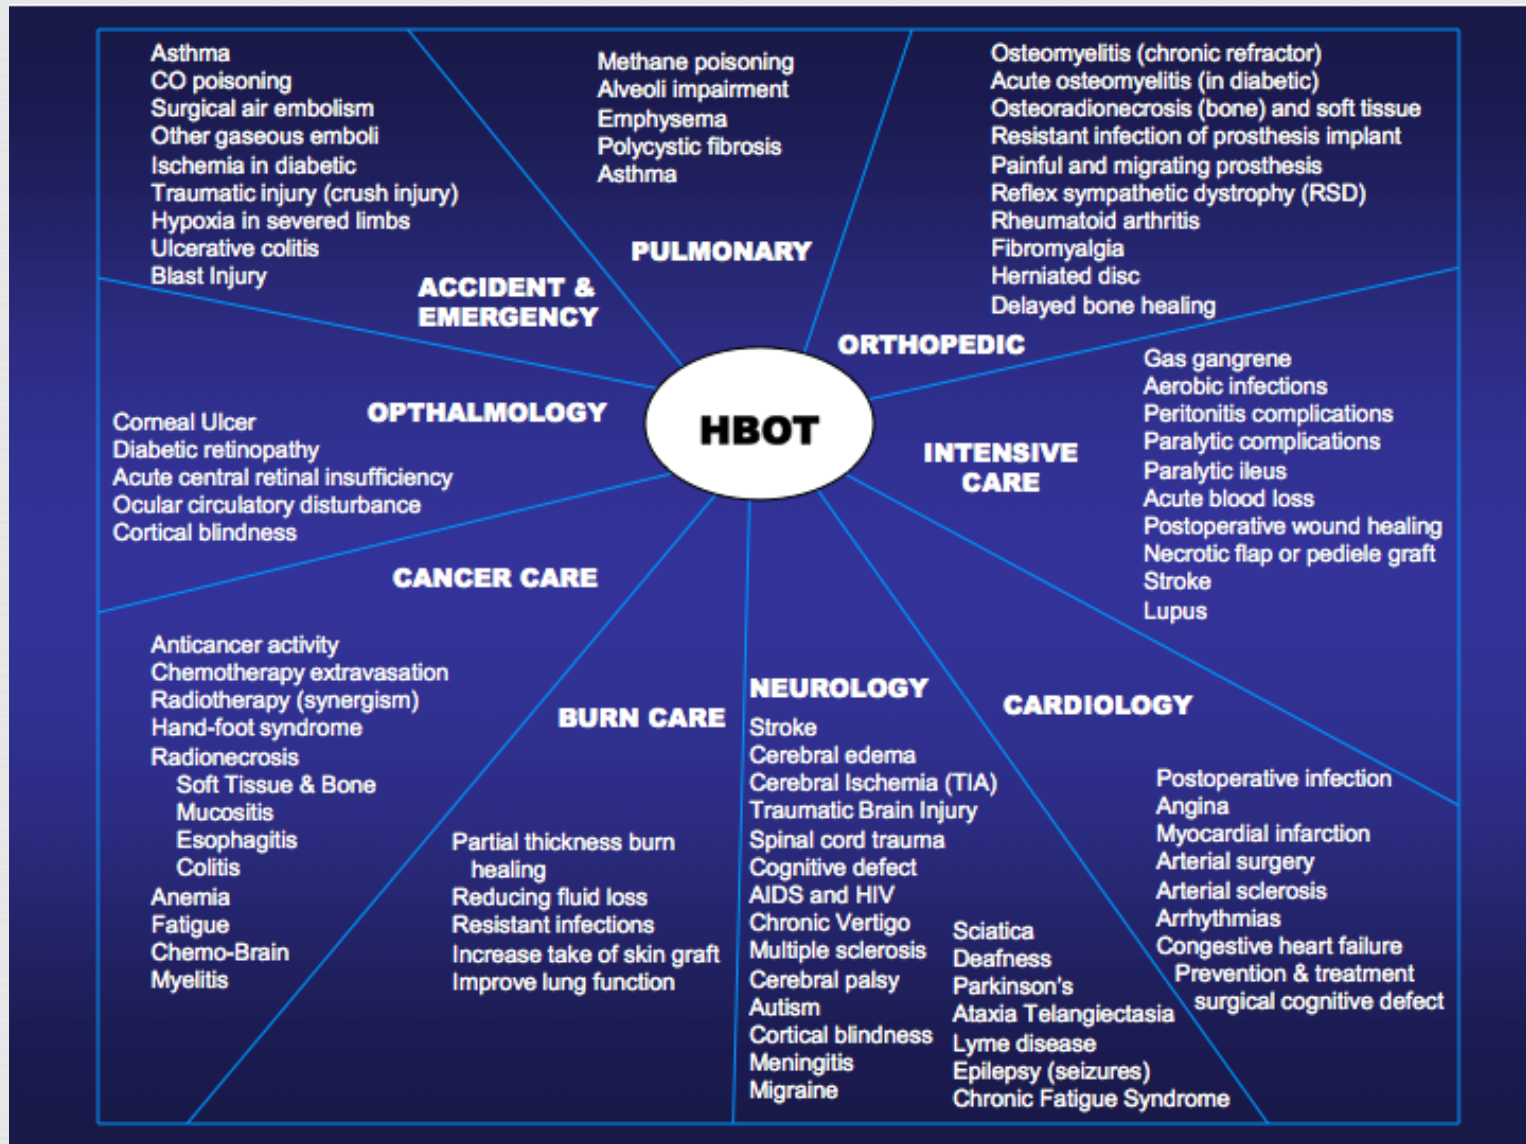 Asthma
CO poisoning
Surgical air embolism
Other gaseous emboli
Ischemia in diabetic
Traumatic injury (crush injury)
Hypoxia in severed limbs
Ulcerative colitis
Blast Injury
ACCIDENT &
EMERGENCY
Methane poisoning
Alveoli impairment
Emphysema
Polycystic fibrosis
Asthma
PULMONARY
Osteomyelitis (chronic refractor)
Acute osteomyelitis (in diabetic)
Osteoradionecrosis (bone) and soft tissue
Resistant infection of prosthesis implant
Painful and migrating prosthesis
Reflex sympathetic dystrophy (RSD)
Rheumatoid arthritis
Fibromyalgia
Herniated disc
Delayed bone healing
ORTHOPEDIC
HBOT
OPTHALMOLOGY
Corneal Ulcer
Diabetic retinopathy
Acute central retinal insufficiency
Ocular circulatory disturbance
Cortical blindness
INTENSIVE
CARE
Gas gangrene
Aerobic infections
Peritonitis complications
Paralytic complications
Paralytic ileus
Acute blood loss
Postoperative wound healing
Necrotic flap or pediele graft
Stroke
Lupus
CANCER CARE
Anticancer activity
Chemotherapy extravasation
Radiotherapy (synergism)
Hand-foot syndrome
Radionecrosis
Soft Tissue & Bone
Mucositis
Esophagitis
Colitis
Anemia
Fatigue
Chemo-Brain
Myelitis
BURN CARE
Partial thickness burn
healing
Reducing fluid loss
Resistant infections
Increase take of skin graft
Improve lung function
NEUROLOGY
Stroke
Cerebral edema
Cerebral Ischemia (TIA)
Traumatic Brain Injury
Spinal cord trauma
Cognitive defect
AIDS and HIV
Chronic Vertigo
Multiple sclerosis
Cerebral palsy
Autism
Cortical blindness
Meningitis
Migraine
Sciatica
Deafness
Parkinson's
Ataxia Telangiectasia
Lyme disease
Epilepsy (seizures)
Chronic Fatigue Syndrome
CARDIOLOGY
Postoperative infection
Angina
Myocardial infarction
Arterial surgery
Arterial sclerosis
Arrhythmias
Congestive heart failure
Prevention & treatment
surgical cognitive defect